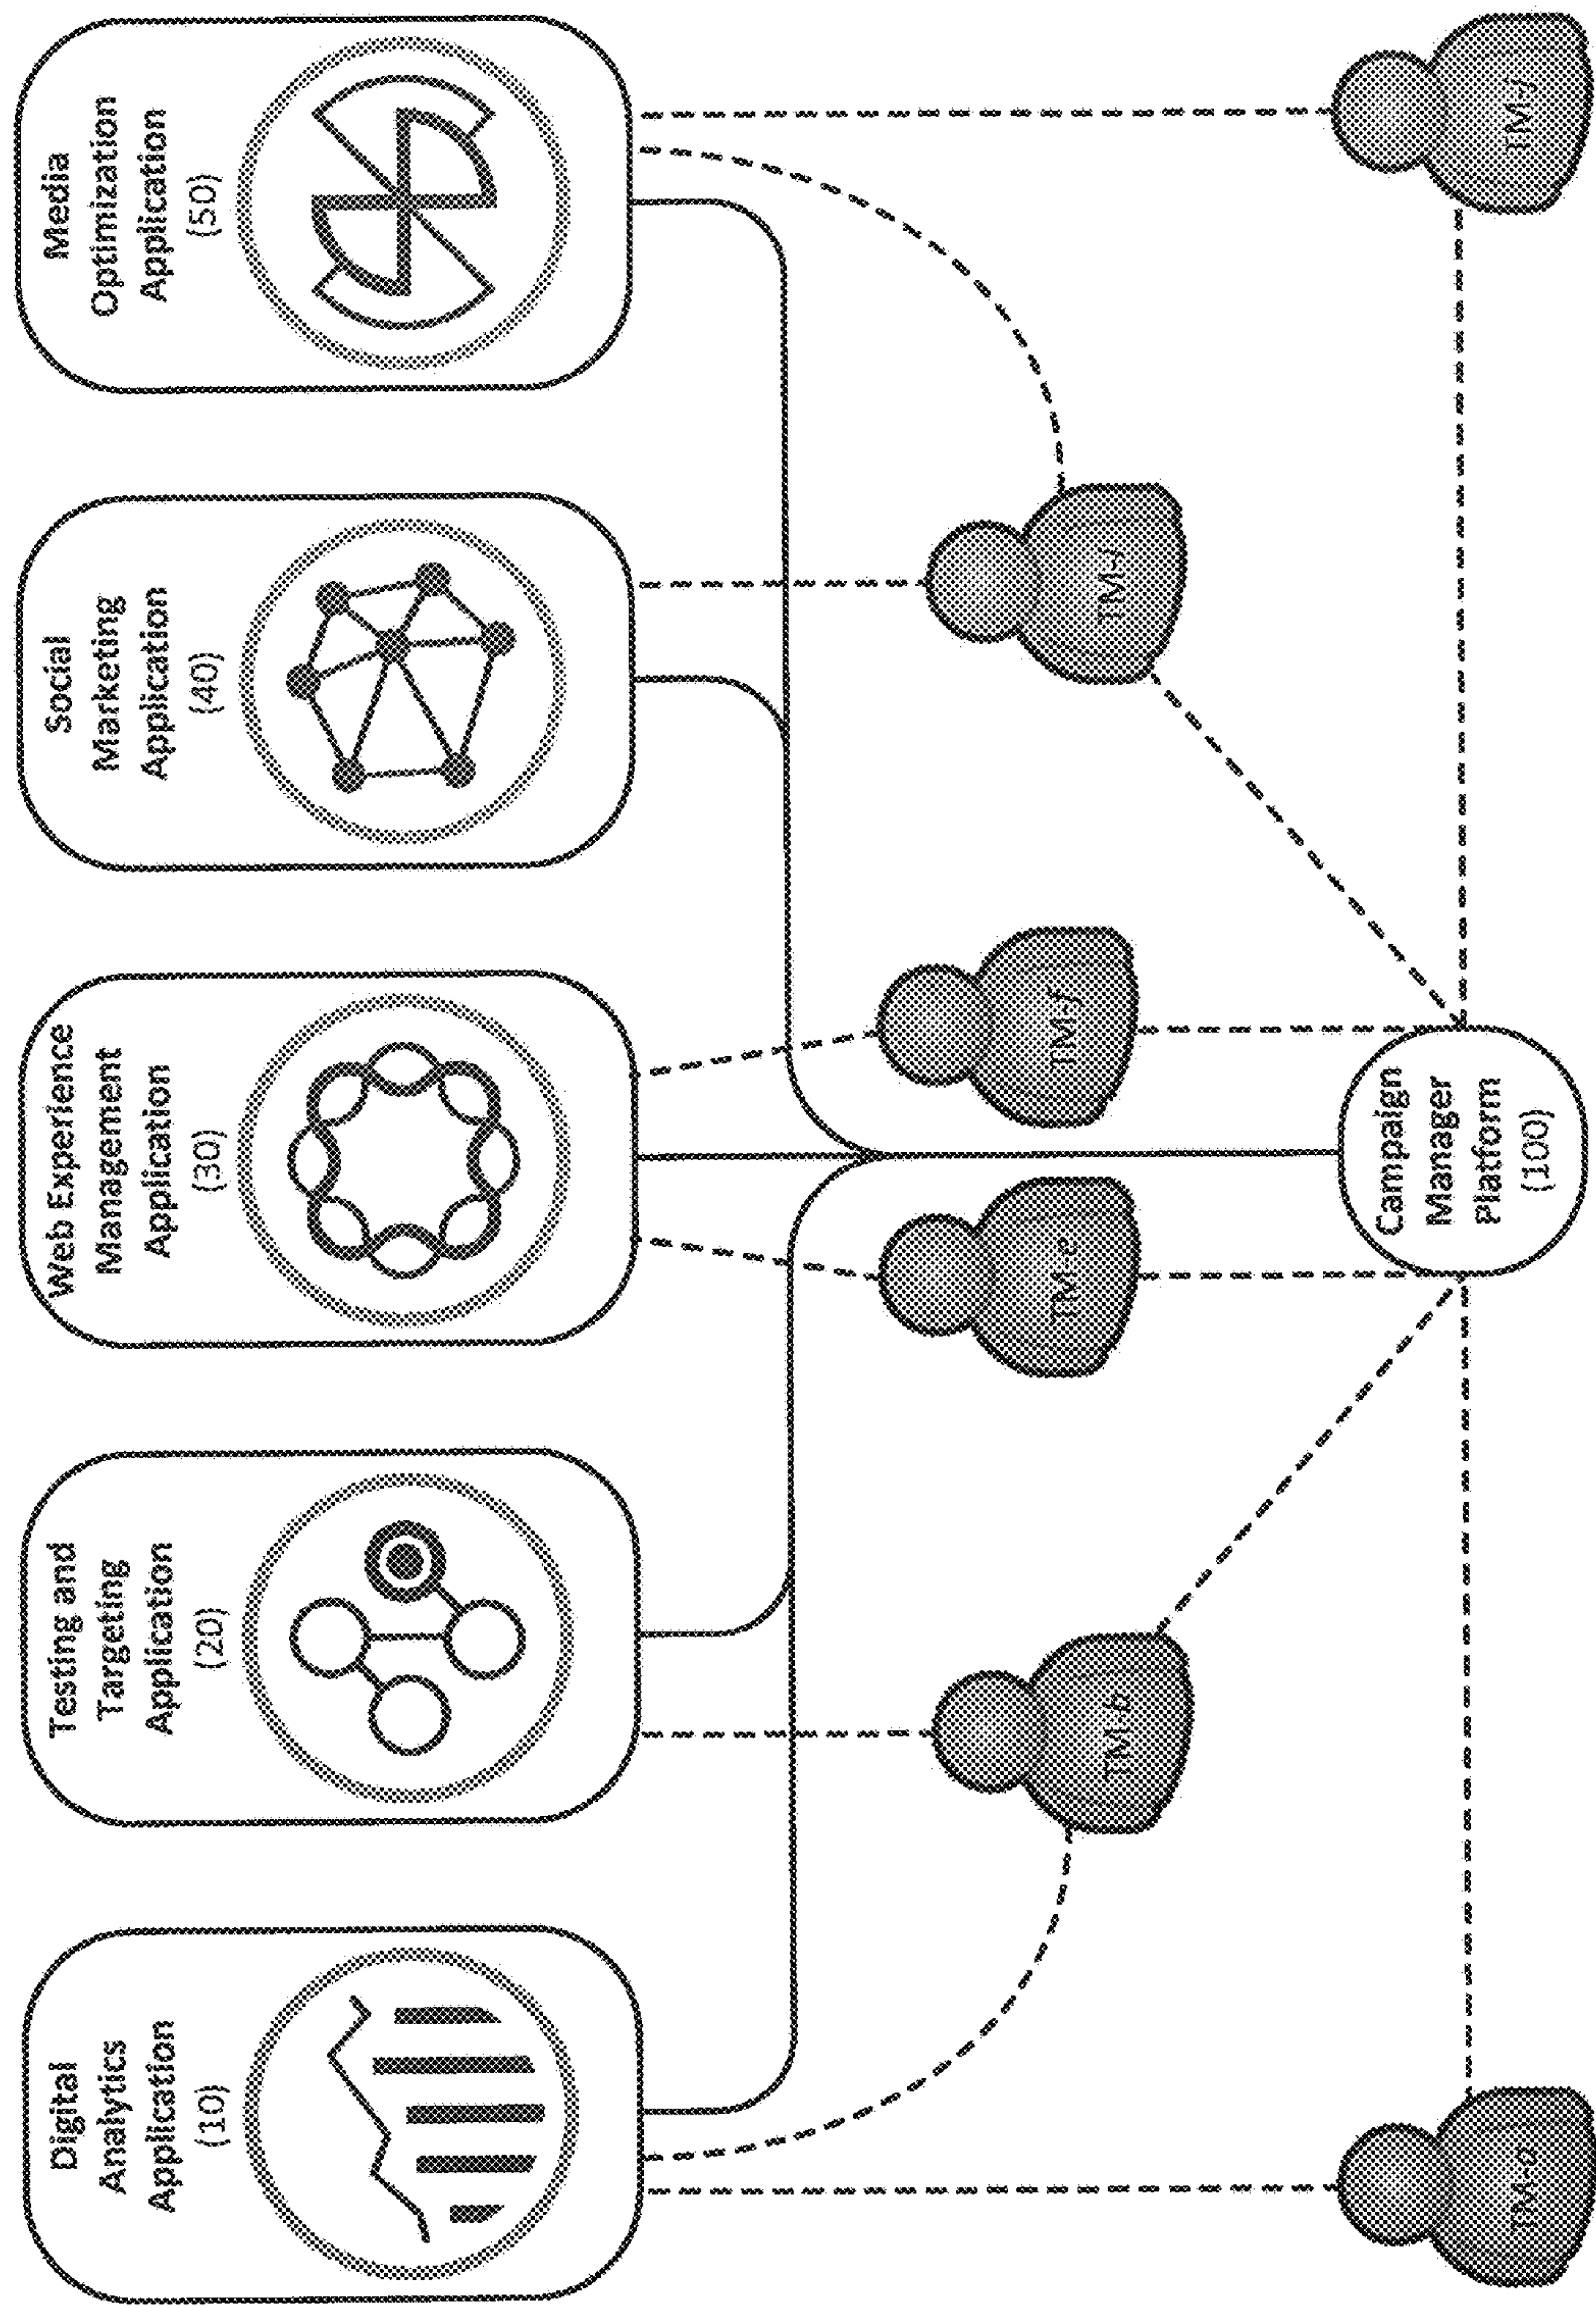 Digital
Analytics
Application
(10)
Testing and
Targeting
Application
(20)
Web Experience
Management
Application
(30)
Social
Marketing
Application
(40)
Media
Optimization
Application
(50)
TM-b
TM-e
TM-f
TM-a
Campaign
Manager
Platform
(100)